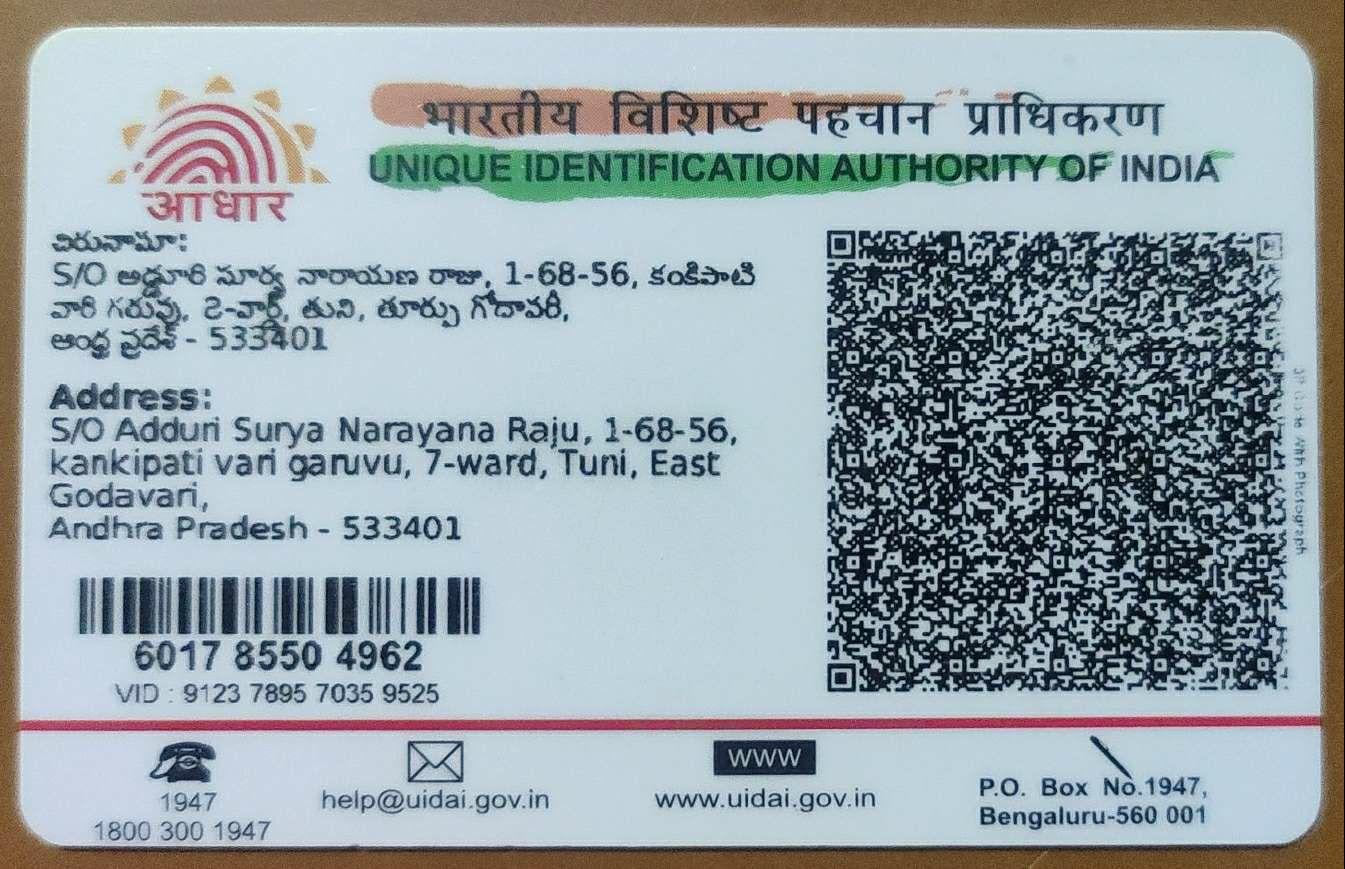 भारतीय विशिष्ट पहचान प्राधिकरण
UNIQUE IDENTIFICATION AUTHORITY OF INDIA
आधार
చిరునామా:
S/O అడ్డూరి సూర్య నారాయణ రాజు, 1-68-56, కంకిపాటి
వారి గరువు, ౭-వార్డ్, తుని, తూర్పు గోదావరి,
ఆంధ్ర ప్రదేశ్ - 533401
Address:
S/O Adduri Surya Narayana Raju, 1-68-56,
kankipati vari garuvu, 7-ward, Tuni, East
Godavari,
Andhra Pradesh - 533401
6017 8550 4962
VID : 9123 7895 7035 9525
Photograph
1947
1800 300 1947
help@uidai.gov.in
WWW
www.uidai.gov.in
P.O. Box No.1947,
Bengaluru-560 001